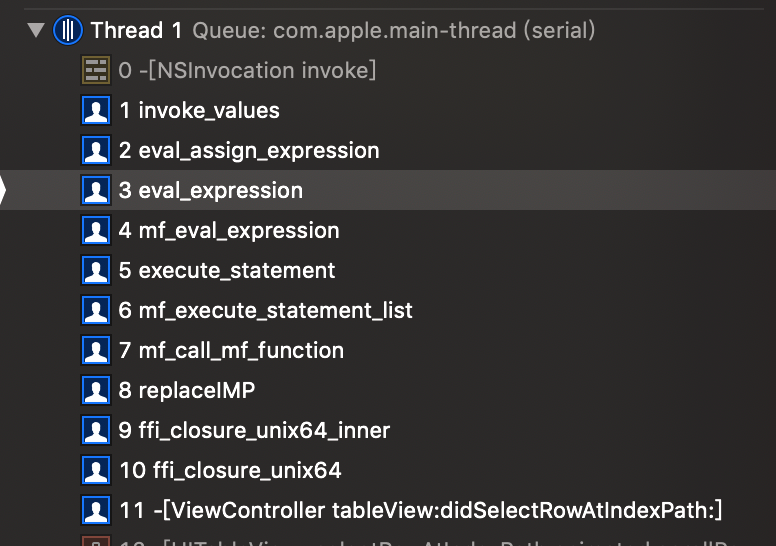 Thread 1 Queue: com.apple.main-thread (serial)
0 -[NSInvocation invoke]
1 invoke_values
2 eval_assign_expression
3 eval_expression
4 mf_eval_expression
5 execute_statement
6 mf_execute_statement_list
7 mf_call_mf_function
8 replaceIMP
9 ffi_closure_unix64_inner
10 ffi_closure_unix64
11 -[ViewController tableView:didSelectRowAtIndexPath:]